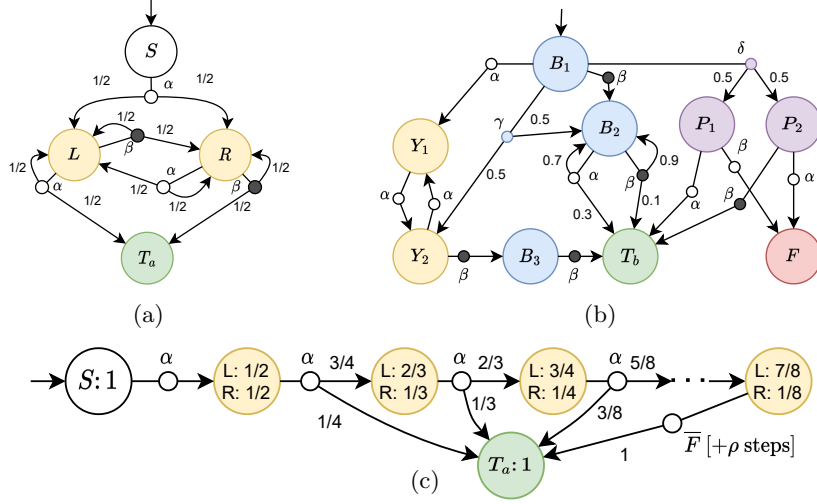 S
1/2 α 1/2
1/2
1/2
L β R
1/2 α α β 1/2
1/2 1/2 1/2 1/2
T_a
(a)
B_1 δ
α β
0.5 0.5
γ 0.5 B_2 P_1 P_2
Y_1 β
0.7 0.9
α α α β α β α
0.5 0.3 0.1
Y_2 B_3 T_b F
β β
(b)
α α α α
3/4 2/3 5/8
S: 1
L: 1/2 L: 2/3 L: 3/4 L: 7/8
R: 1/2 R: 1/3 R: 1/4 · · · R: 1/8
1/4 1/3 3/8
F̅ [+ρ steps]
1
T_a: 1
(c)